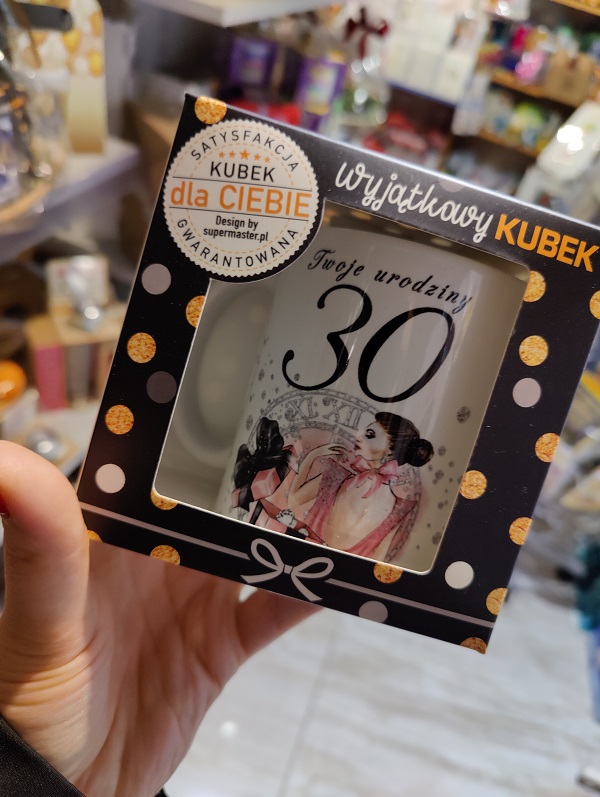 SATYSFAKCJA
KUBEK
dla CIEBIE
Design by
supermaster.pl
GWARANTOWANA
wyjątkowy KUBEK
Twoje urodziny
30